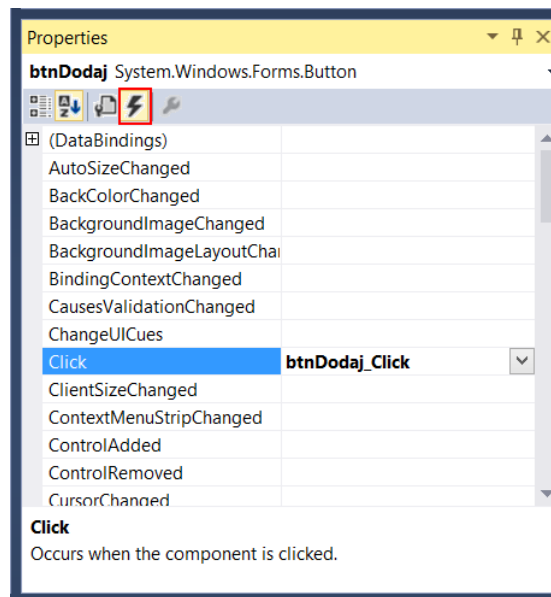 Properties
btnDodaj System.Windows.Forms.Button
(DataBindings)
AutoSizeChanged
BackColorChanged
BackgroundImageChanged
BackgroundImageLayoutChar
BindingContextChanged
CausesValidationChanged
ChangeUICues
Click btnDodaj_Click
ClientSizeChanged
ContextMenuStripChanged
ControlAdded
ControlRemoved
CursorChanged
Click
Occurs when the component is clicked.